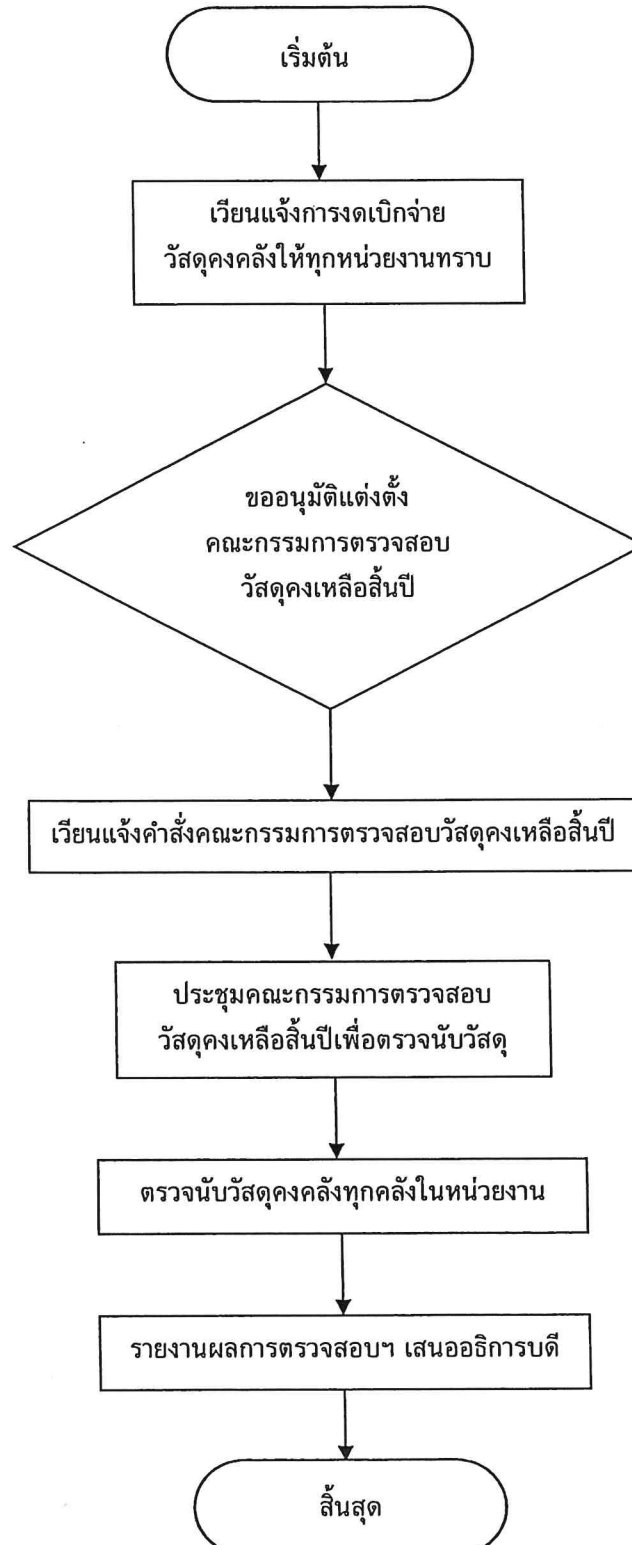 เริ่มต้น
เวียนแจ้งการงดเบิกจ่าย
วัสดุคงคลังให้ทุกหน่วยงานทราบ
ขออนุมัติแต่งตั้ง
คณะกรรมการตรวจสอบ
วัสดุคงเหลือสิ้นปี
เวียนแจ้งคำสั่งคณะกรรมการตรวจสอบวัสดุคงเหลือสิ้นปี
ประชุมคณะกรรมการตรวจสอบ
วัสดุคงเหลือสิ้นปีเพื่อตรวจนับวัสดุ
ตรวจนับวัสดุคงคลังทุกคลังในหน่วยงาน
รายงานผลการตรวจสอบฯ เสนออธิการบดี
สิ้นสุด